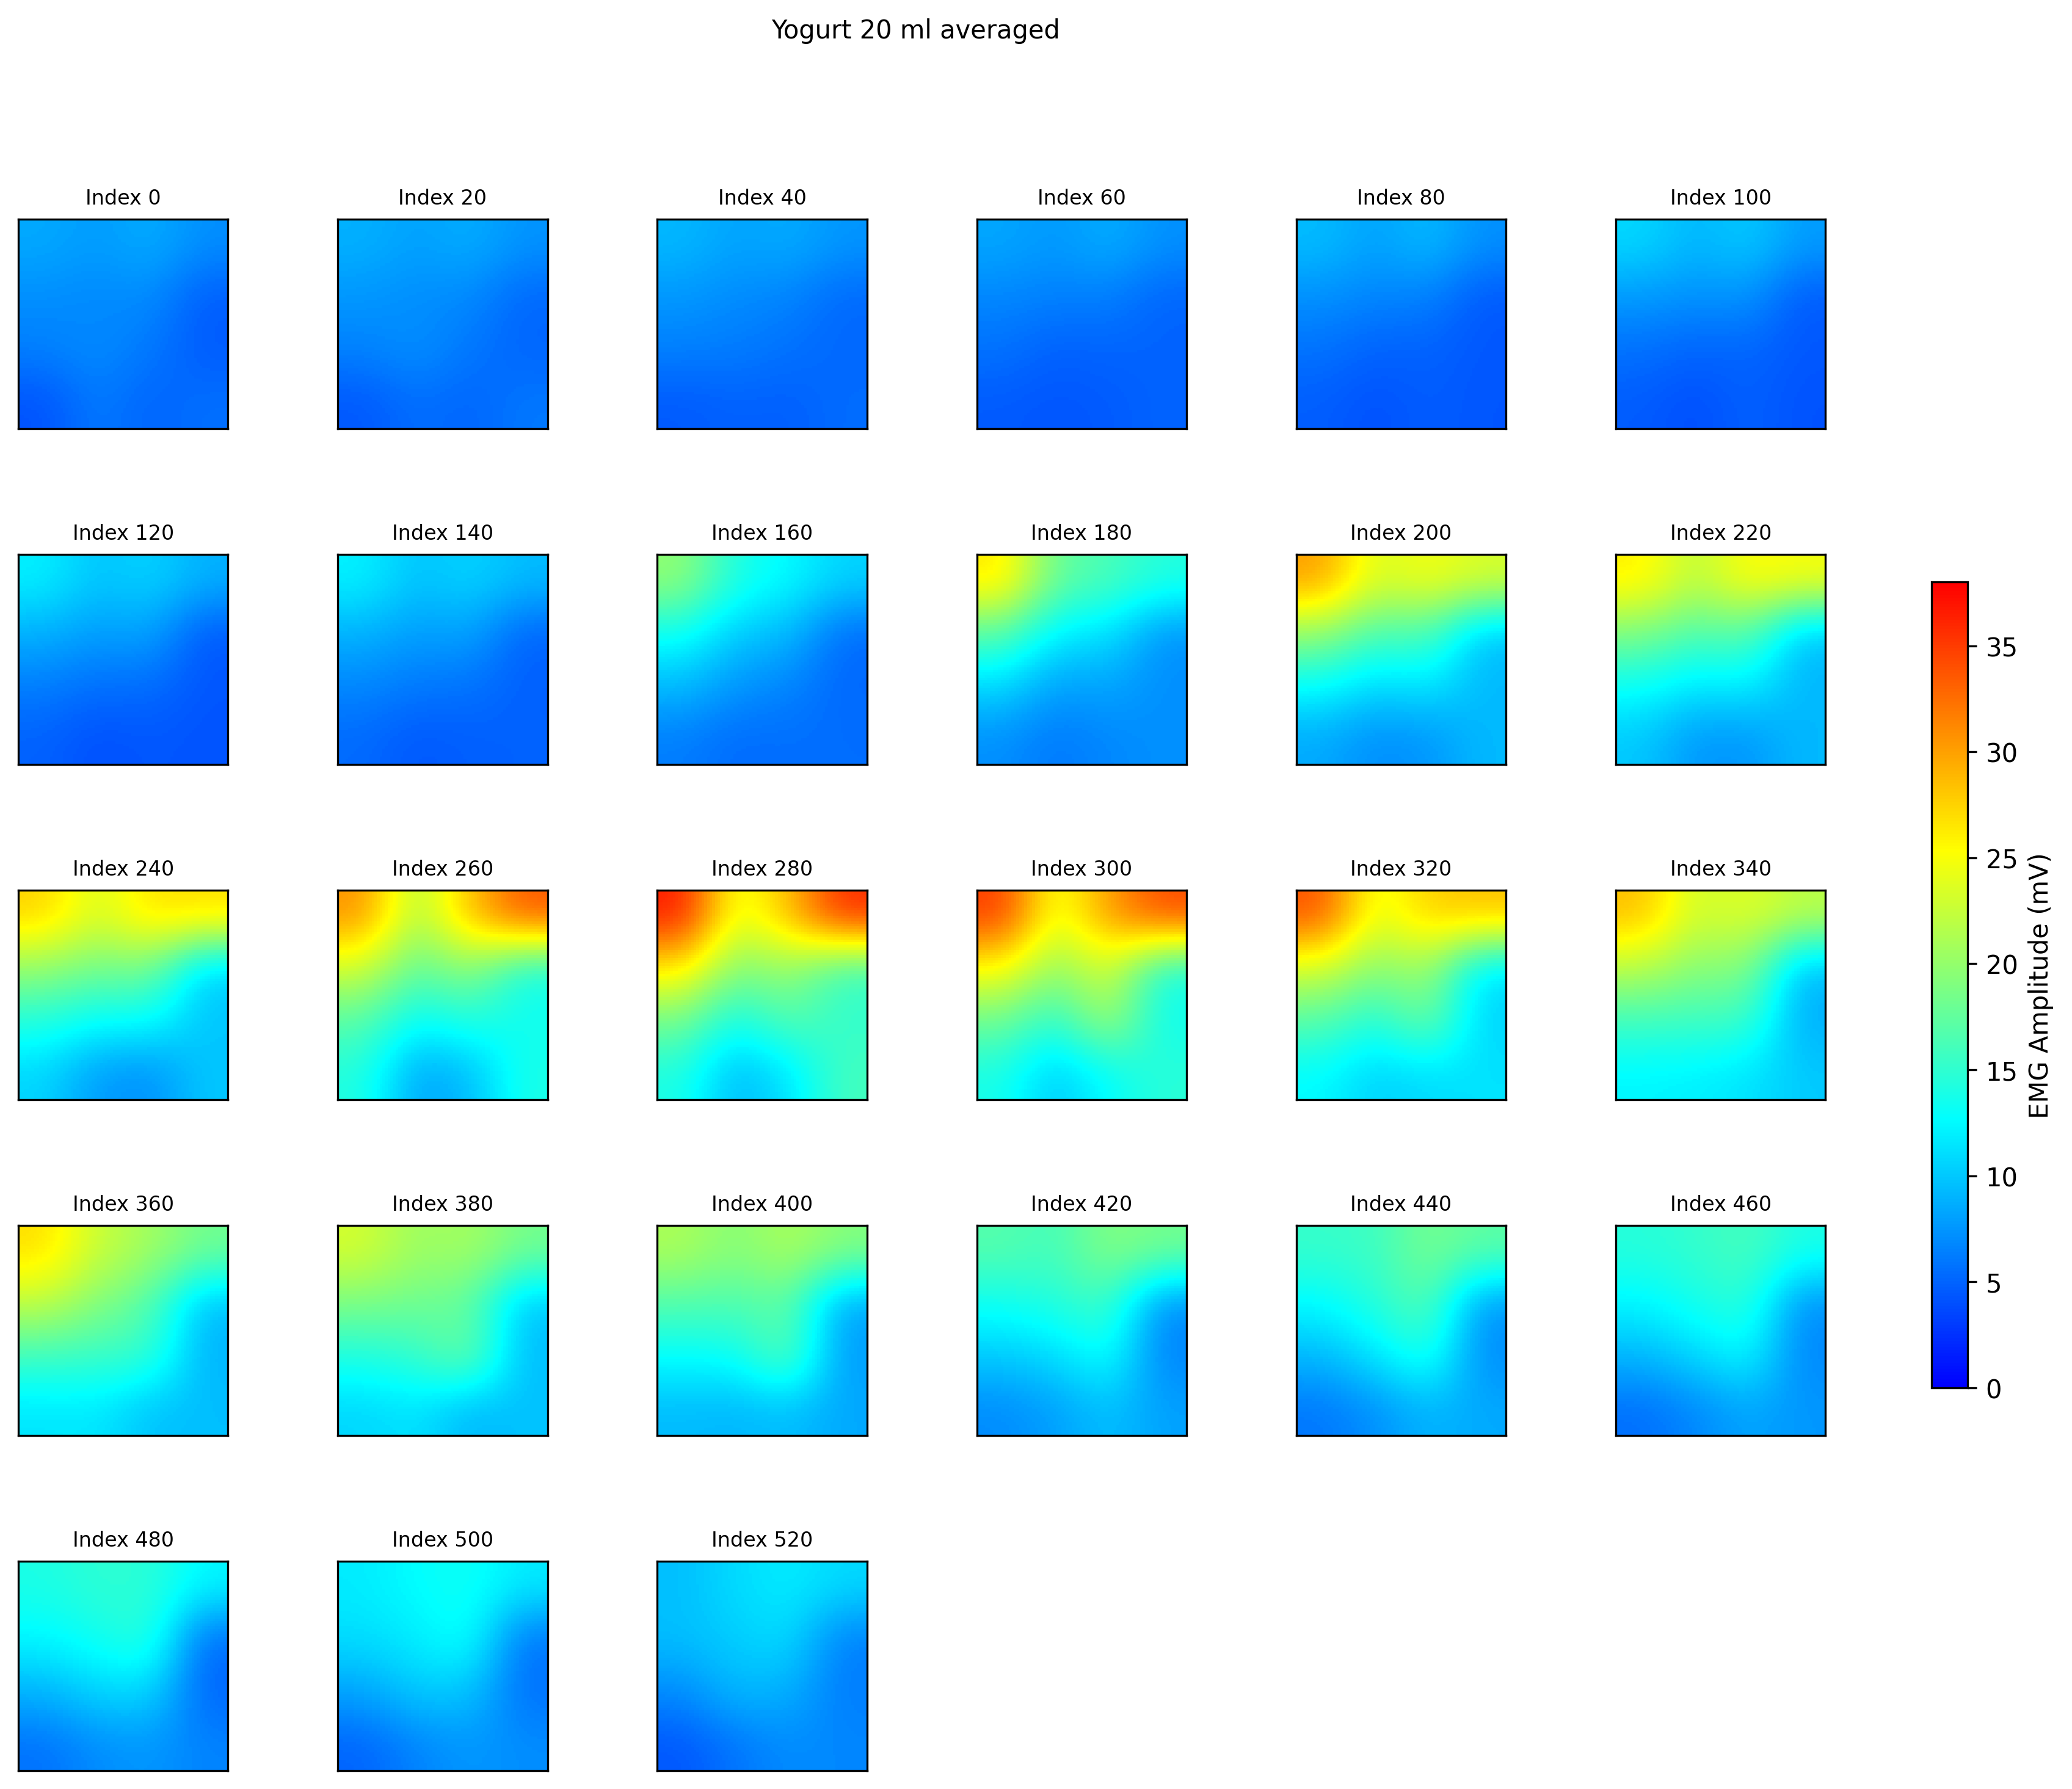 Yogurt 20 ml averaged
Index 0
Index 20
Index 40
Index 60
Index 80
Index 100
Index 120
Index 140
Index 160
Index 180
Index 200
Index 220
Index 240
Index 260
Index 280
Index 300
Index 320
Index 340
Index 360
Index 380
Index 400
Index 420
Index 440
Index 460
Index 480
Index 500
Index 520
35
30
25
20
15
10
5
0
EMG Amplitude (mV)